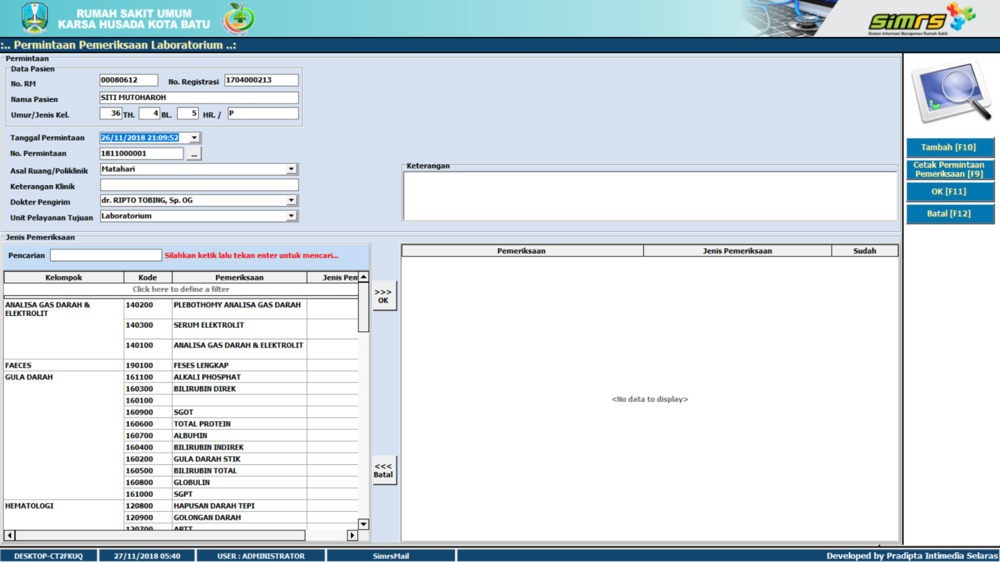 RUMAH SAKIT UMUM
KARSA HUSADA KOTA BATU
simrs
Sistem Informasi Manajemen Rumah Sakit
:.. Permintaan Pemeriksaan Laboratorium ..:
Permintaan
Data Pasien
No. RM 00080612 No. Registrasi 1704000213
Nama Pasien SITI MUTOHAROH
Umur/Jenis Kel. 36 TH. 4 BL. 5 HR. / P
Tanggal Permintaan 26/11/2018 21:09:52
No. Permintaan 1811000001 ...
Asal Ruang/Poliklinik Matahari
Keterangan Klinik
Dokter Pengirim dr. RIPTO TOBING, Sp. OG
Unit Pelayanan Tujuan Laboratorium
Keterangan
Tambah [F10]
Cetak Permintaan
Pemeriksaan [F9]
OK [F11]
Batal [F12]
Jenis Pemeriksaan
Pencarian Silahkan ketik lalu tekan enter untuk mencari...
Kelompok Kode Pemeriksaan Jenis Pem
Click here to define a filter
ANALISA GAS DARAH & 140200 PLEBOTHOMY ANALISA GAS DARAH
ELEKTROLIT
140300 SERUM ELEKTROLIT
140100 ANALISA GAS DARAH & ELEKTROLIT
FAECES 190100 FESES LENGKAP
GULA DARAH 161100 ALKALI PHOSPHAT
160300 BILIRUBIN DIREK
160100
160900 SGOT
160600 TOTAL PROTEIN
160700 ALBUMIN
160400 BILIRUBIN INDIREK
160200 GULA DARAH STIK
160500 BILIRUBIN TOTAL
160800 GLOBULIN
161000 SGPT
HEMATOLOGI 120800 HAPUSAN DARAH TEPI
120900 GOLONGAN DARAH
120700 APTT
>>>
OK
<<<
Batal
Pemeriksaan Jenis Pemeriksaan Sudah
<No data to display>
DESKTOP-CT2FKUQ 27/11/2018 05:40 USER : ADMINISTRATOR SimrsMail Developed by Pradipta Intimedia Selaras